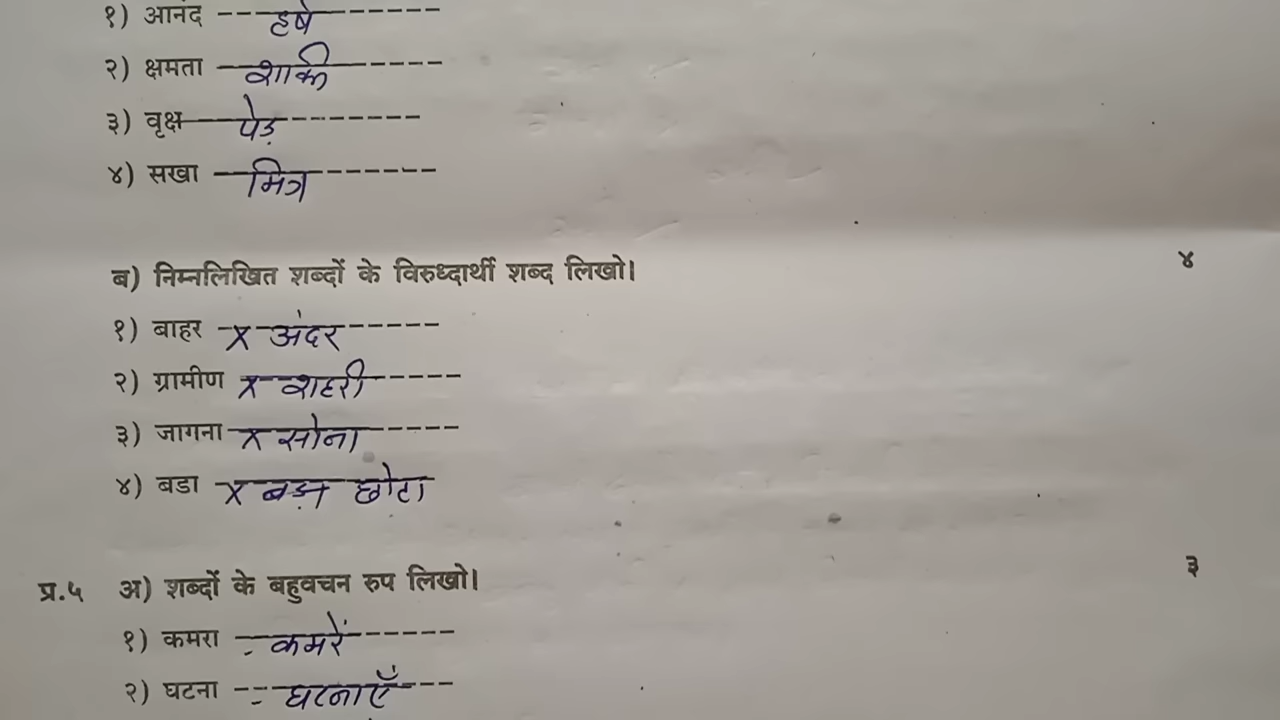 १) आनंद हर्ष
२) क्षमता शक्ति
३) वृक्ष पेड़
४) सखा मित्र
ब) निम्नलिखित शब्दों के विरुध्दार्थी शब्द लिखो। ४
१) बाहर x अंदर
२) ग्रामीण x शहरी
३) जागना x सोना
४) बडा x बड़ा छोटा
प्र.५ अ) शब्दों के बहुवचन रुप लिखो। ३
१) कमरा - कमरें
२) घटना = घटनाएँ